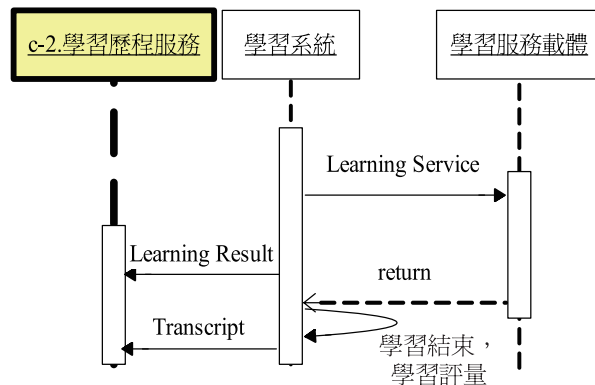 c-2.學習歷程服務
學習系統
學習服務載體
Learning Service
Learning Result
return
Transcript
學習結束，
學習評量